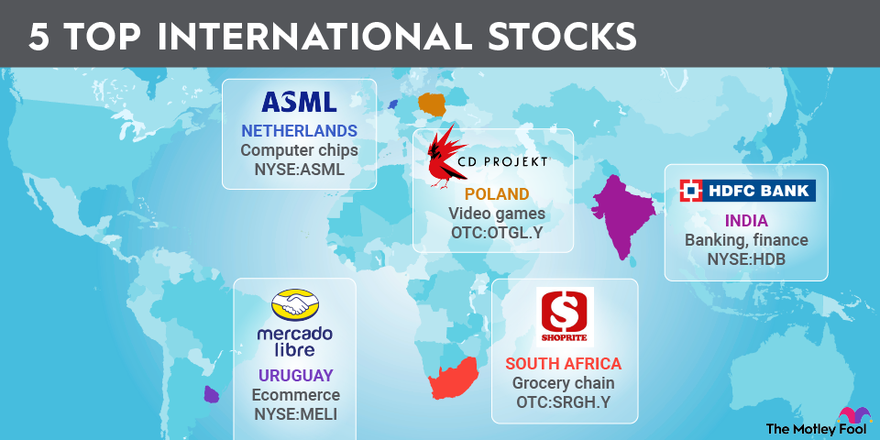 5 TOP INTERNATIONAL STOCKS
ASML
NETHERLANDS
Computer chips
NYSE:ASML
CD PROJEKT
POLAND
Video games
OTC:OTGL.Y
HDFC BANK
INDIA
Banking, finance
NYSE:HDB
mercado
libre
URUGUAY
Ecommerce
NYSE:MELI
S
SHOPRITE
SOUTH AFRICA
Grocery chain
OTC:SRGH.Y
The Motley Fool